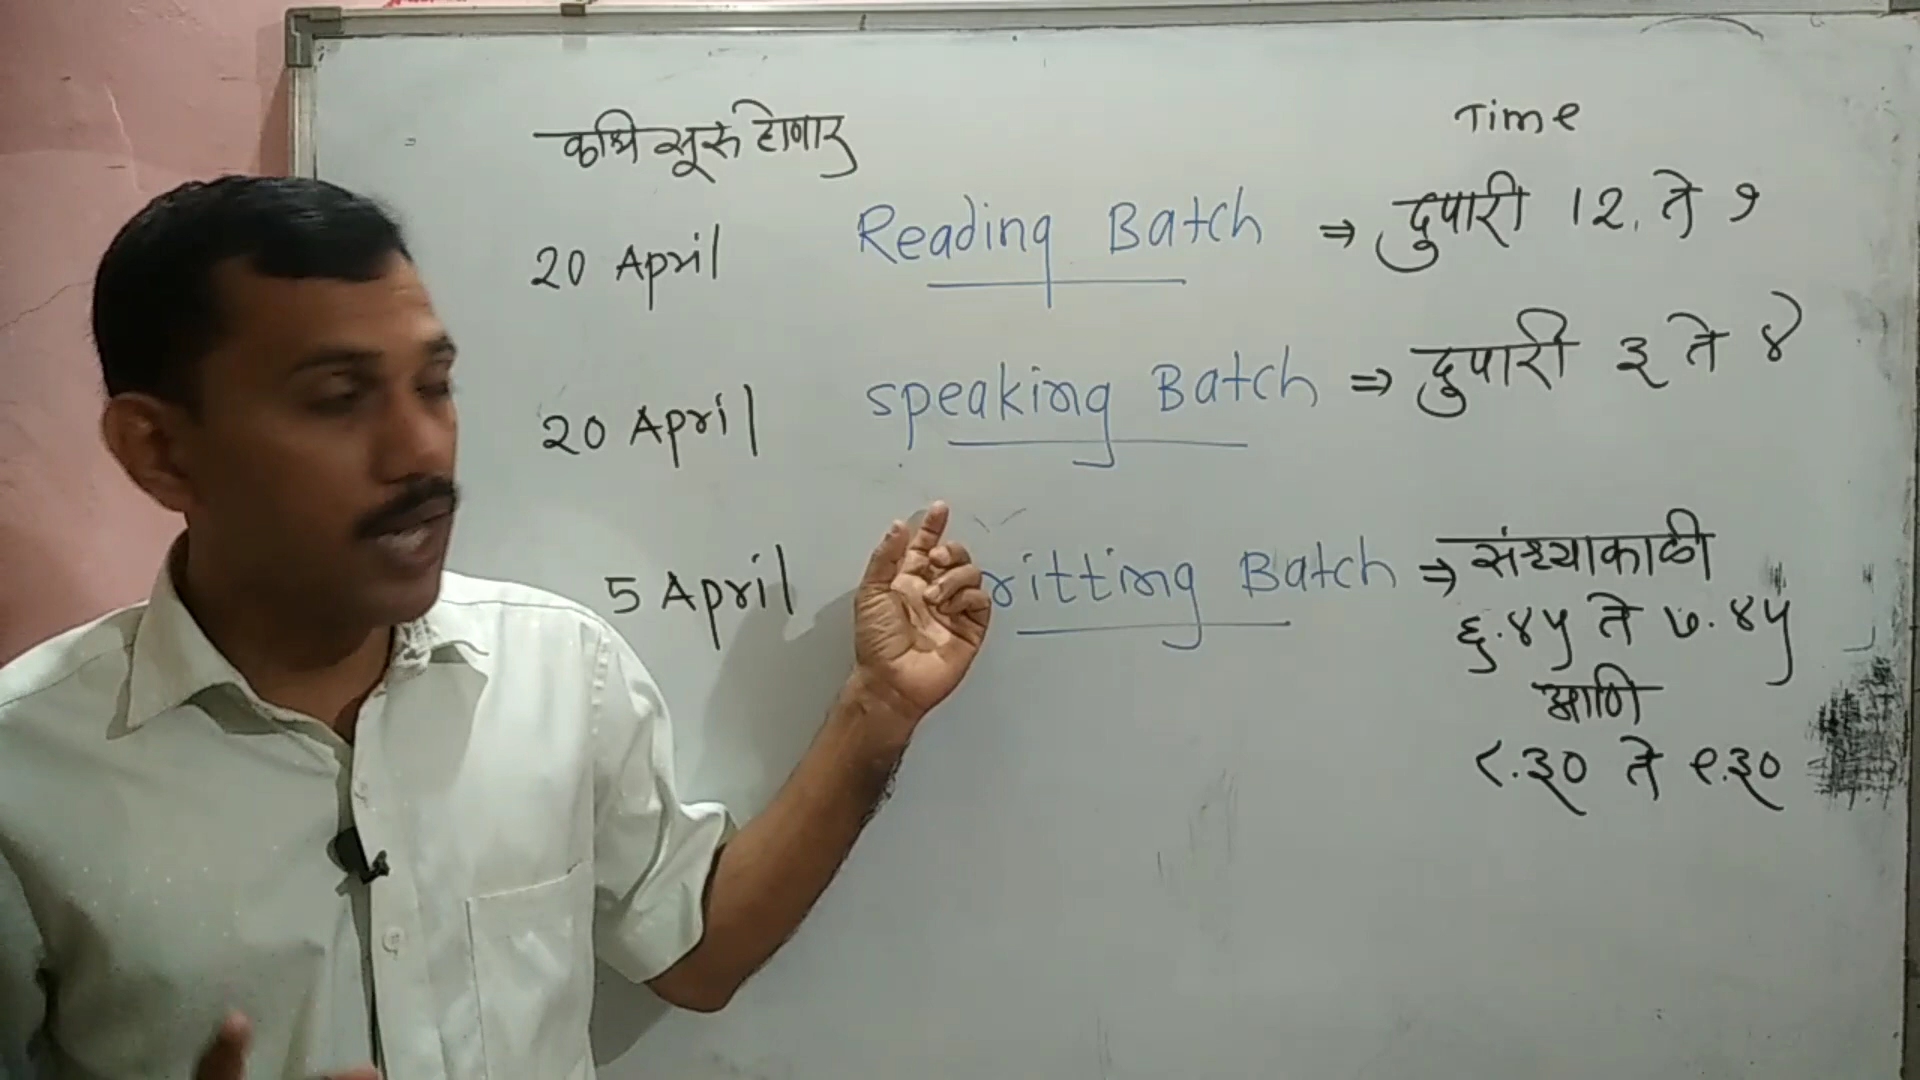 कधि सूरु होणार
Time
20 April Reading Batch ⇒ दुपारी 12. ते १
20 April speaking Batch ⇒ दुपारी ३ ते ४
5 April ritting Batch ⇒ संध्याकाळी
६.४५ ते ७.४५
आणि
८.३० ते ९.३०